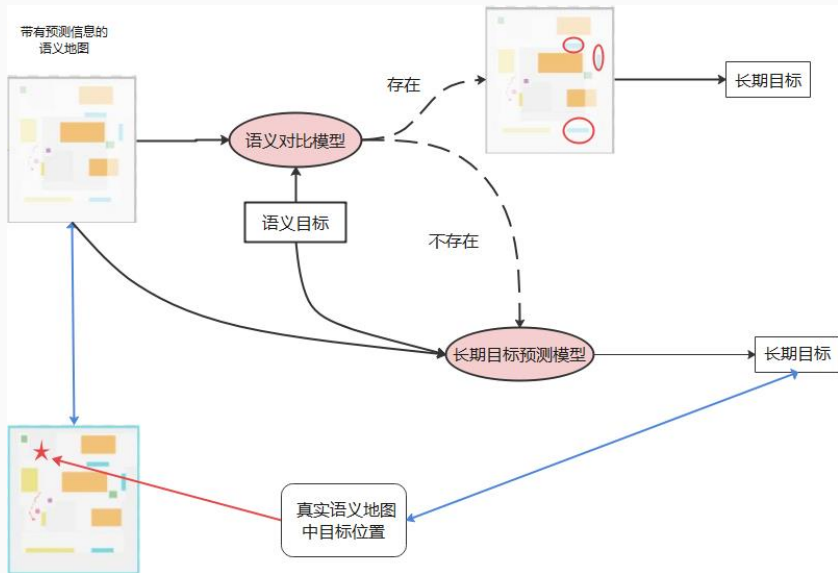 带有预测信息的
语义地图
存在
长期目标
语义对比模型
语义目标
不存在
长期目标预测模型
长期目标
真实语义地图
中目标位置